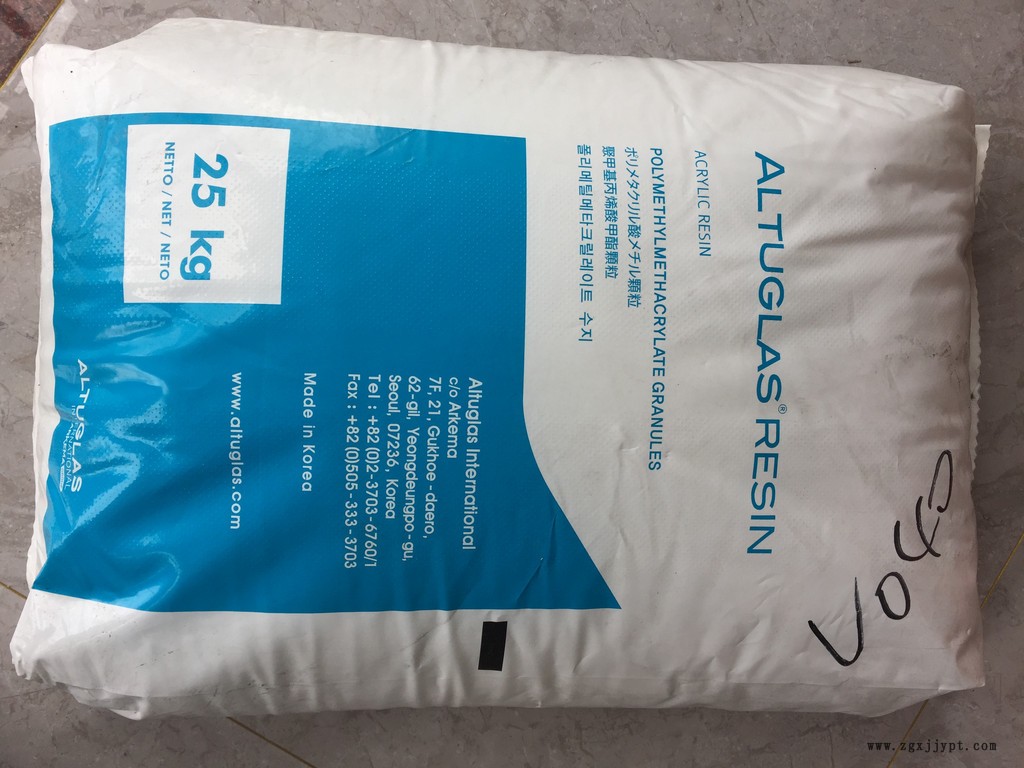 ALTUGLAS® RESIN
ACRYLIC RESIN
POLYMETHYLMETHACRYLATE GRANULES
ポリメタクリル酸メチル顆粒
聚甲基丙烯酸甲酯顆粒
폴리메틸메타크릴레이트 수지
25 kg
NETTO / NET / NETO
Altuglas International
c/o Arkema
7F, 21, Gukhoe-daero,
62-gil, Yeongdeungpo-gu,
Seoul, 07236, Korea
Tel : +82 (0)2-3703-6760/1
Fax : +82 (0)505-333-3703
Made in Korea
www.altuglas.com
ALTUGLAS
INTERNATIONAL
V040
www.zgxjjypt.com